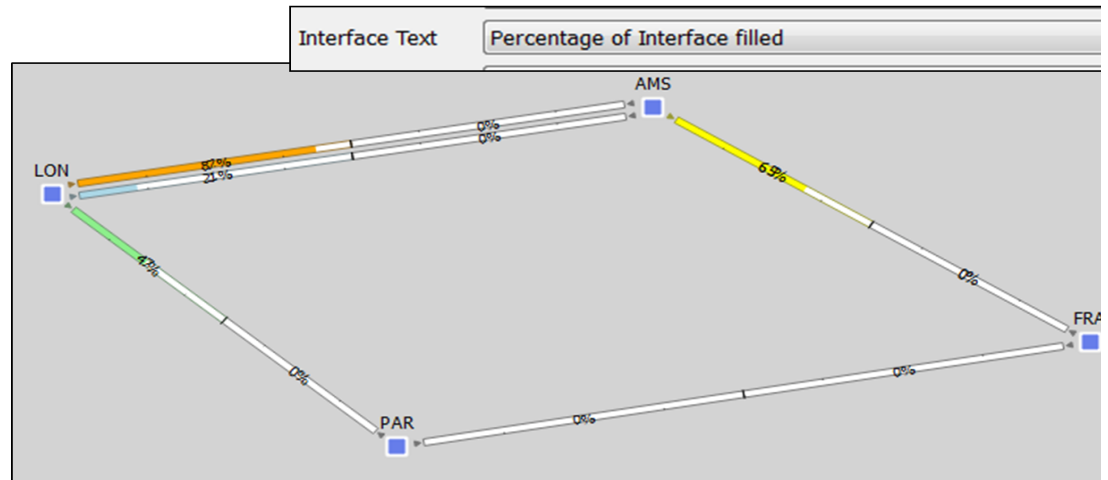 Interface Text Percentage of Interface filled
AMS
0%
0%
87%
21%
LON
69%
47%
0%
FRA
0%
0%
0%
PAR